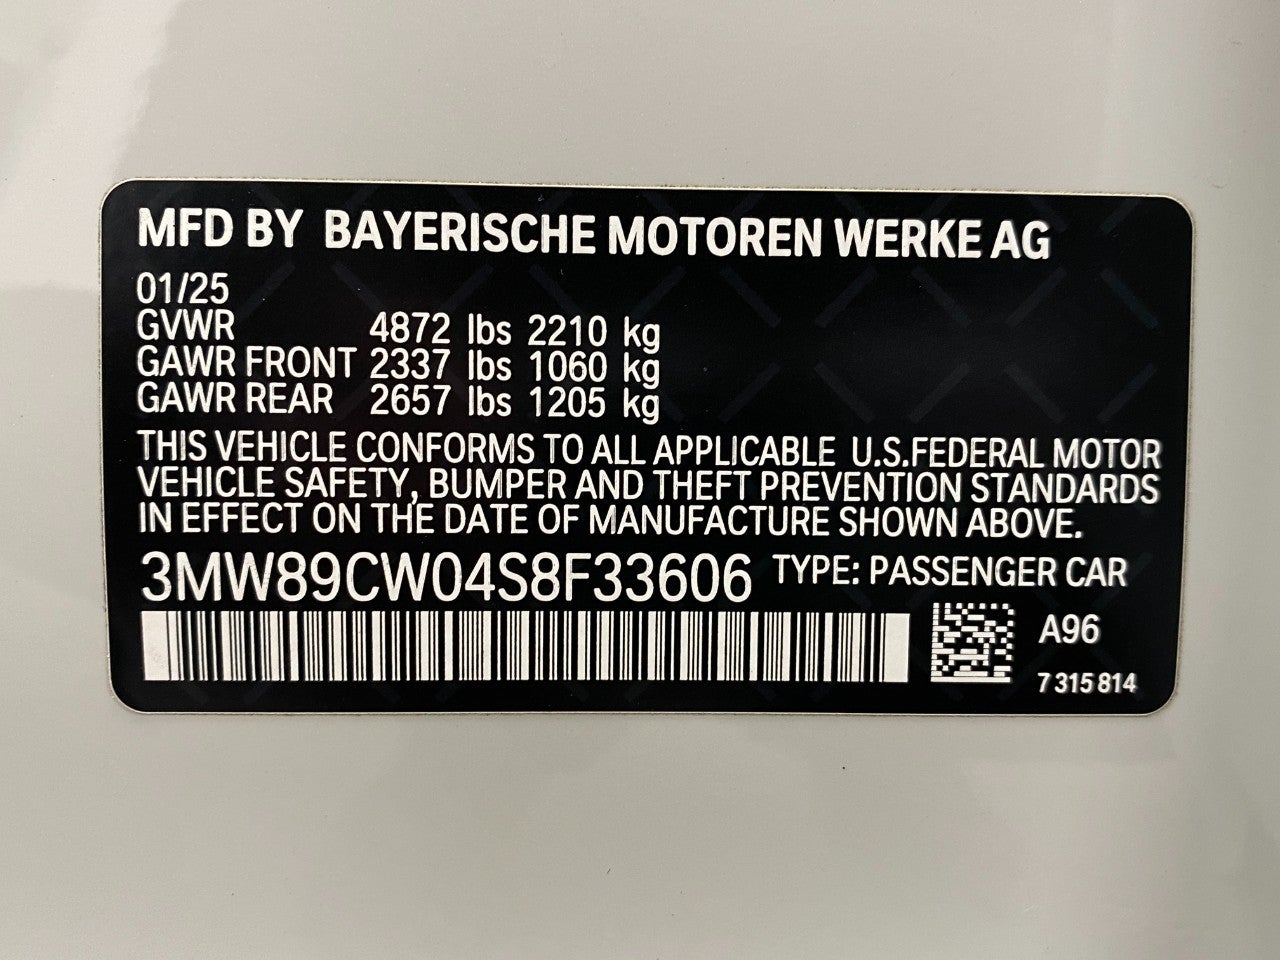 MFD BY BAYERISCHE MOTOREN WERKE AG
01/25
GVWR 4872 lbs 2210 kg
GAWR FRONT 2337 lbs 1060 kg
GAWR REAR 2657 lbs 1205 kg
THIS VEHICLE CONFORMS TO ALL APPLICABLE U.S.FEDERAL MOTOR
VEHICLE SAFETY, BUMPER AND THEFT PREVENTION STANDARDS
IN EFFECT ON THE DATE OF MANUFACTURE SHOWN ABOVE.
3MW89CW04S8F33606 TYPE: PASSENGER CAR
A96
7 315 814